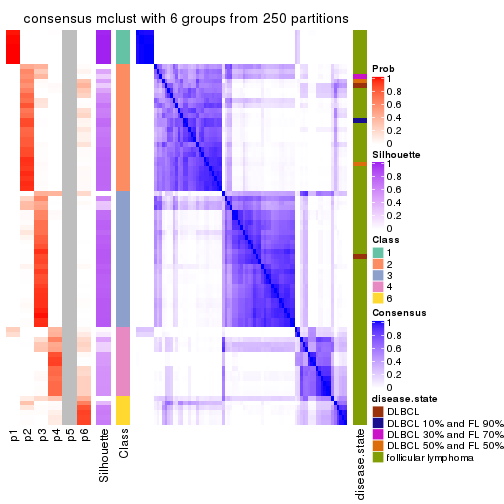 consensus mclust with 6 groups from 250 partitions
Prob
1
0.8
0.6
0.4
0.2
0
Silhouette
1
0.8
0.6
0.4
0.2
0
Class
1
2
3
4
6
Consensus
1
0.8
0.6
0.4
0.2
0
disease.state
DLBCL
DLBCL 10% and FL 90%
DLBCL 30% and FL 70%
DLBCL 50% and FL 50%
follicular lymphoma
p1
p2
p3
p4
p5
p6
Silhouette
Class
disease.state